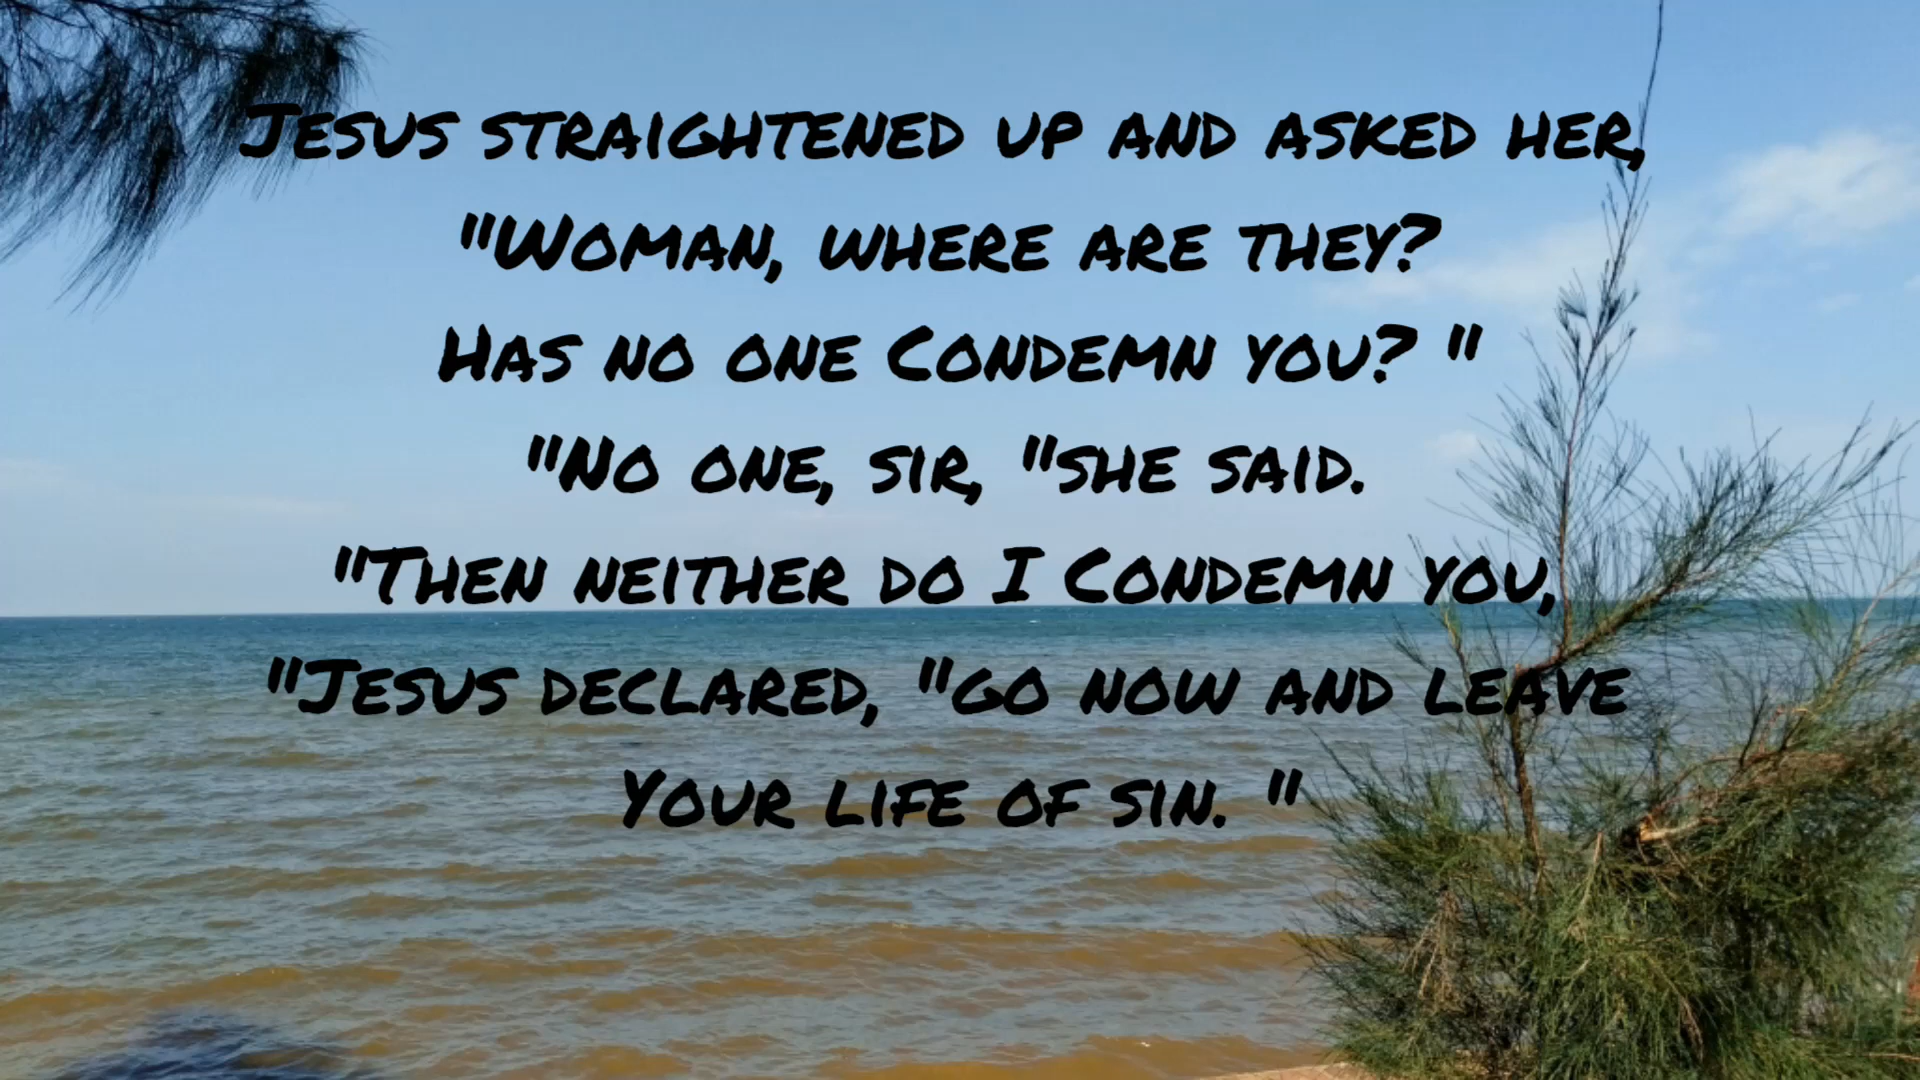 Jesus straightened up and asked her,
"Woman, where are they?
Has no one Condemn you? "
"No one, sir, "she said.
"Then neither do I Condemn you,
"Jesus declared, "go now and leave
Your life of sin. "